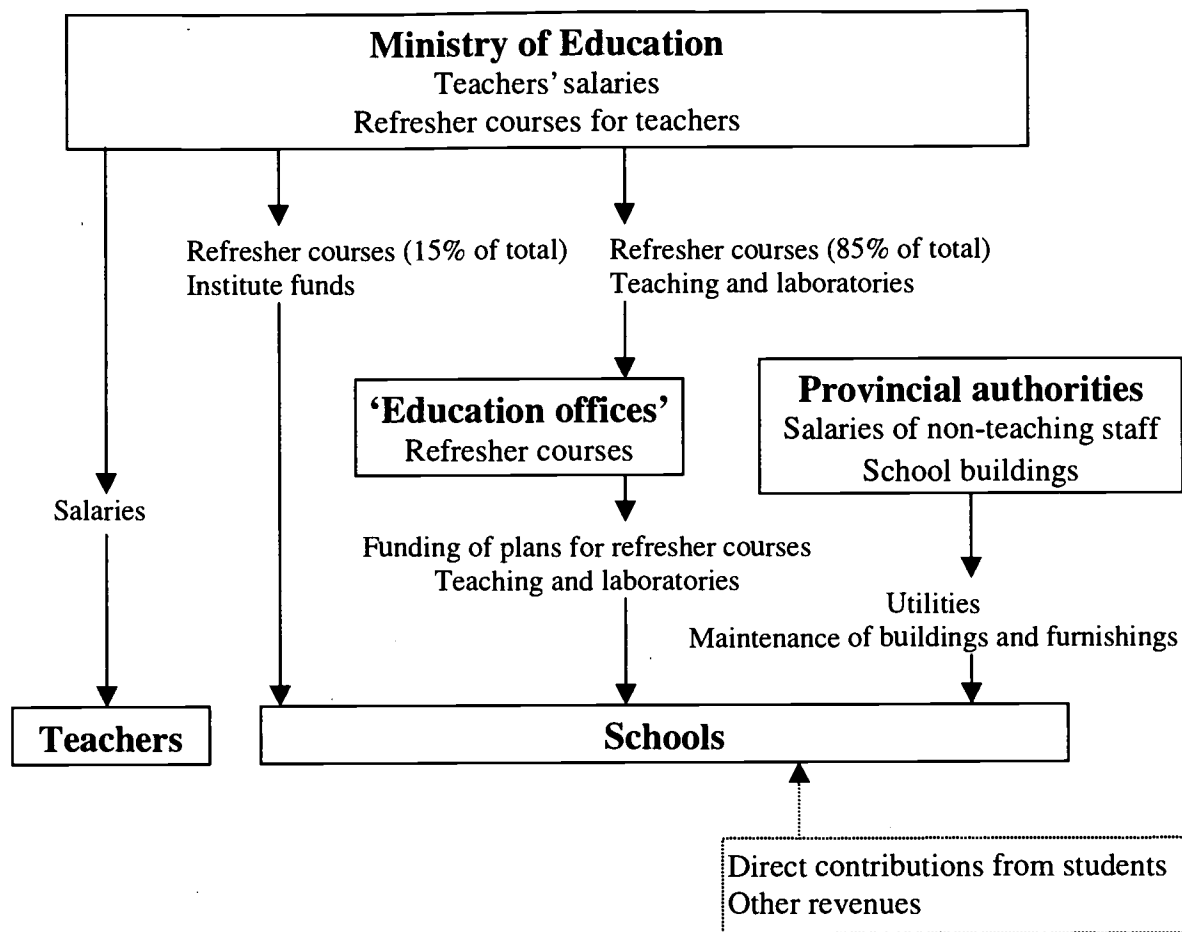 Ministry of Education
Teachers' salaries
Refresher courses for teachers
Refresher courses (15% of total)
Institute funds
Refresher courses (85% of total)
Teaching and laboratories
'Education offices'
Refresher courses
Provincial authorities
Salaries of non-teaching staff
School buildings
Salaries
Funding of plans for refresher courses
Teaching and laboratories
Utilities
Maintenance of buildings and furnishings
Teachers
Schools
Direct contributions from students
Other revenues